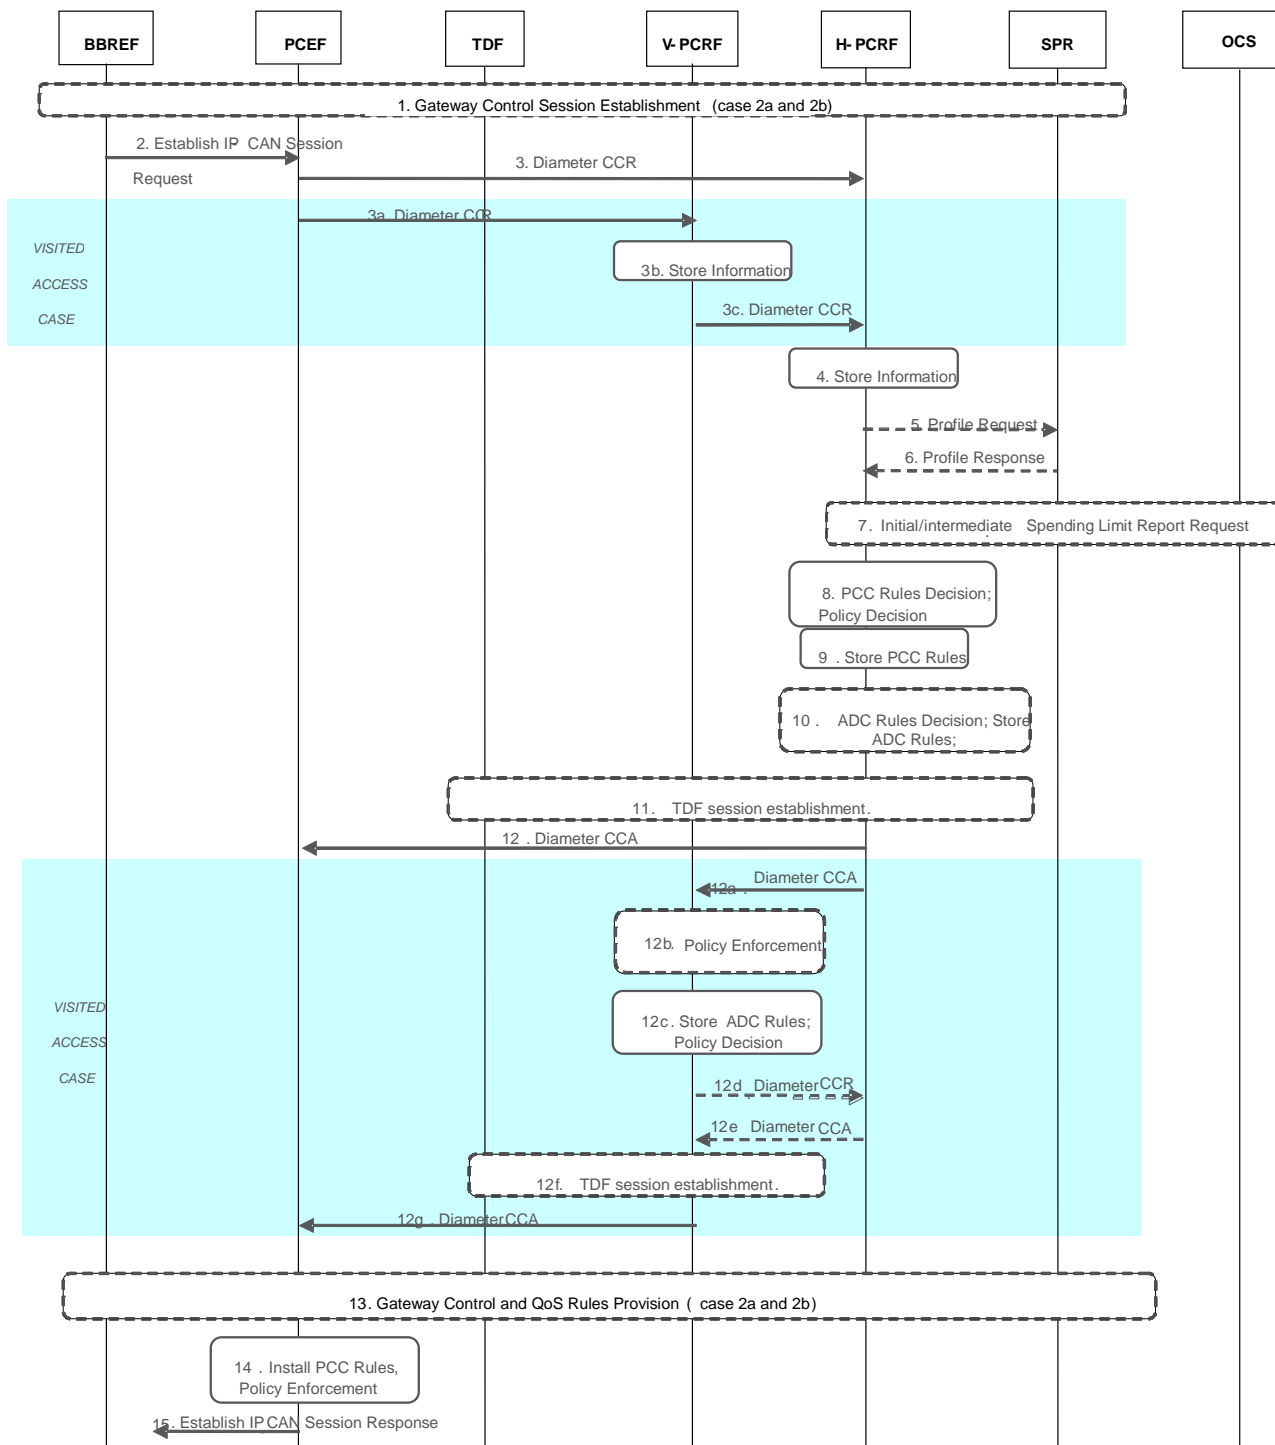 BBREF PCEF TDF V- PCRF H- PCRF SPR OCS
1. Gateway Control Session Establishment (case 2a and 2b)
2. Establish IP CAN Session
Request
3. Diameter CCR
3a. Diameter CCR
VISITED
ACCESS
CASE
3b. Store Information
3c. Diameter CCR
4. Store Information
5. Profile Request
6. Profile Response
7. Initial/intermediate Spending Limit Report Request
8. PCC Rules Decision;
Policy Decision
9 . Store PCC Rules
10 . ADC Rules Decision; Store
ADC Rules;
11. TDF session establishment.
12 . Diameter CCA
Diameter CCA
12a .
12b. Policy Enforcement
VISITED
ACCESS
CASE
12c. Store ADC Rules;
Policy Decision
12d . Diameter CCR
12e Diameter CCA
12f. TDF session establishment.
12g . Diameter CCA
13. Gateway Control and QoS Rules Provision ( case 2a and 2b)
14 . Install PCC Rules,
Policy Enforcement
15. Establish IP CAN Session Response